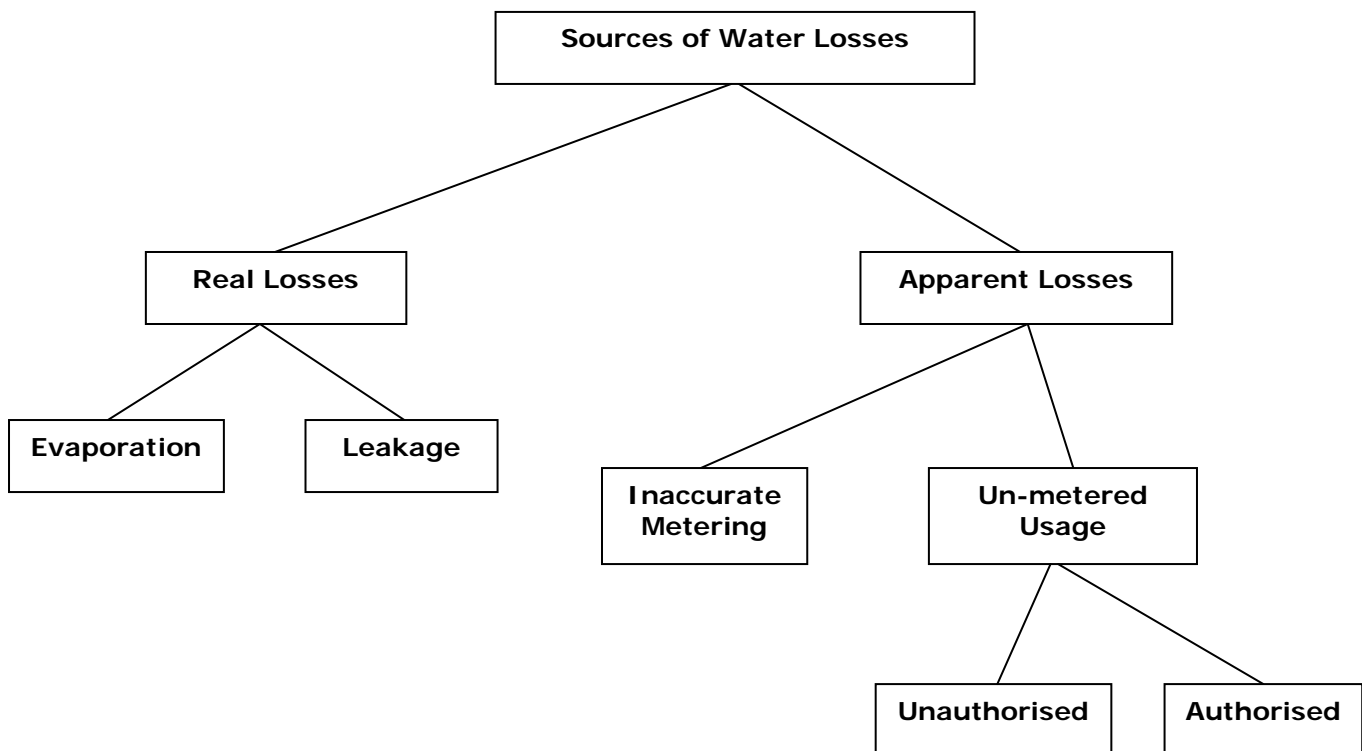 Sources of Water Losses
Real Losses
Apparent Losses
Evaporation
Leakage
Inaccurate
Metering
Un-metered
Usage
Unauthorised
Authorised